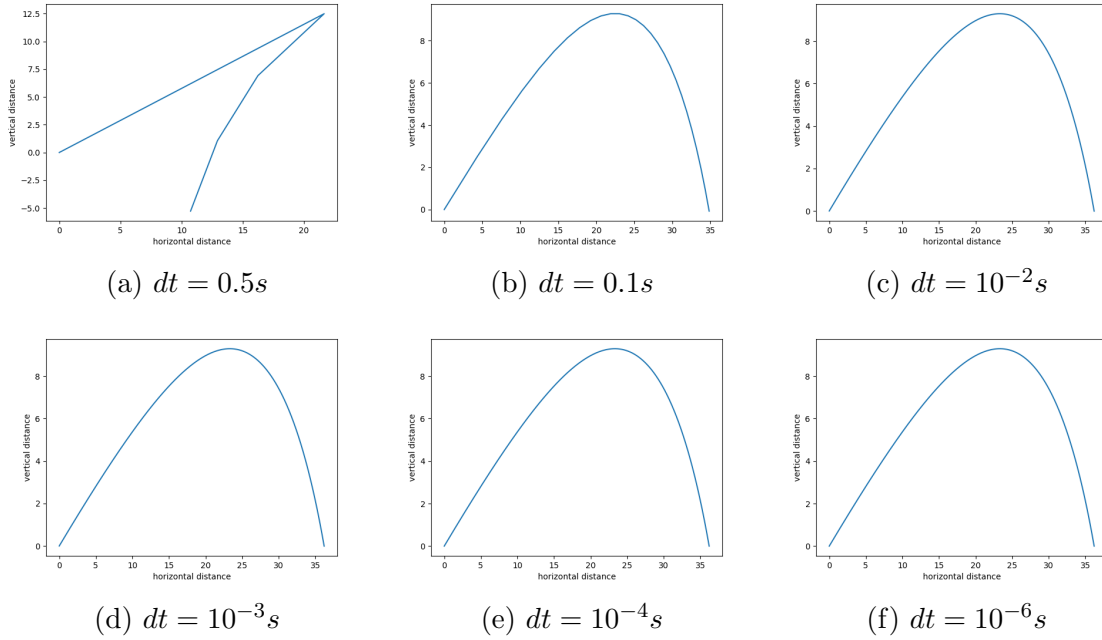 12.5
10.0
7.5
5.0
2.5
0.0
−2.5
−5.0
vertical distance
0 5 10 15 20
horizontal distance
(a) dt = 0.5s
8
6
4
2
0
vertical distance
0 5 10 15 20 25 30 35
horizontal distance
(b) dt = 0.1s
8
6
4
2
0
vertical distance
0 5 10 15 20 25 30 35
horizontal distance
(c) dt = 10⁻²s
8
6
4
2
0
vertical distance
0 5 10 15 20 25 30 35
horizontal distance
(d) dt = 10⁻³s
8
6
4
2
0
vertical distance
0 5 10 15 20 25 30 35
horizontal distance
(e) dt = 10⁻⁴s
8
6
4
2
0
vertical distance
0 5 10 15 20 25 30 35
horizontal distance
(f) dt = 10⁻⁶s